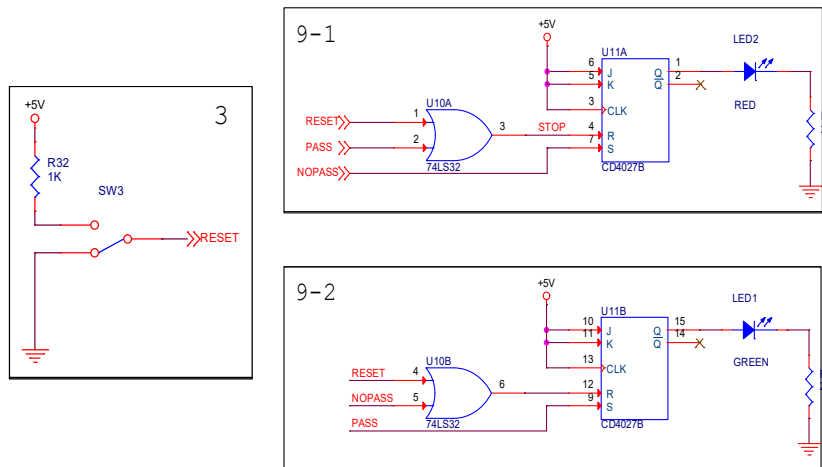 3
+5V
R32
1K
SW3
RESET
9-1
+5V
U11A
LED2
6 J Q 1
5 K Q 2
3 CLK
RED
U10A
RESET 1
3 STOP 4 R
PASS 2
7 S
NOPASS
74LS32
CD4027B
9-2
+5V
U11B
LED1
10 J Q 15
11 K Q 14
13 CLK
GREEN
U10B
RESET 4
6 12 R
NOPASS 5
9 S
PASS
74LS32
CD4027B